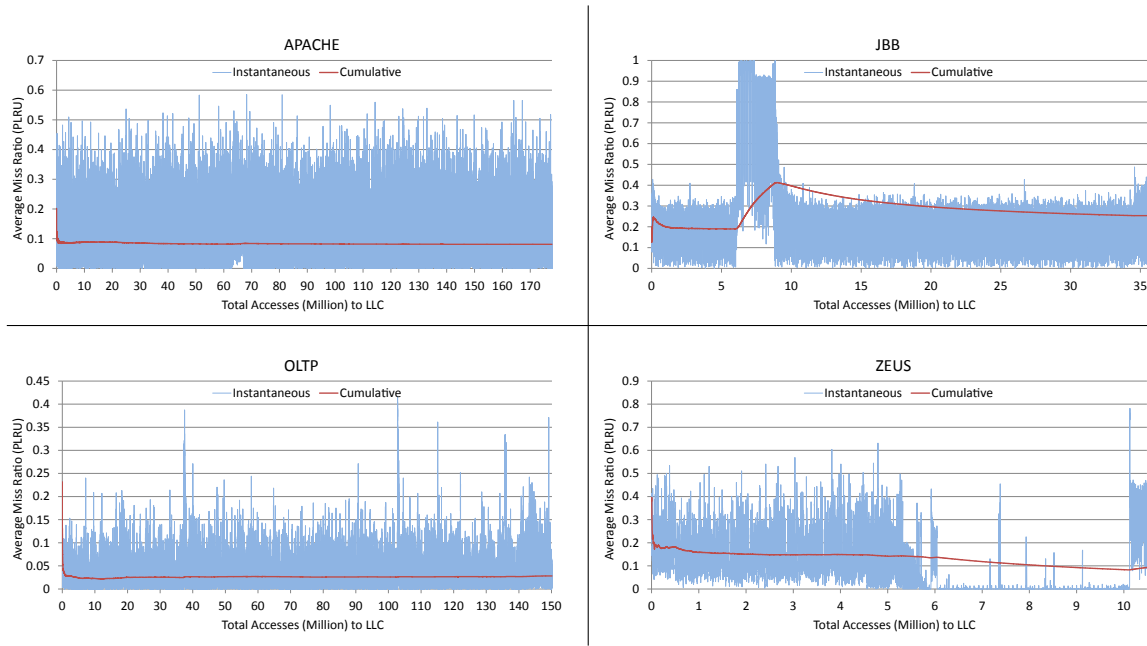 APACHE
Instantaneous Cumulative
Average Miss Ratio (PLRU)
0.7
0.6
0.5
0.4
0.3
0.2
0.1
0
0 10 20 30 40 50 60 70 80 90 100 110 120 130 140 150 160 170
Total Accesses (Million) to LLC
JBB
Instantaneous Cumulative
Average Miss Ratio (PLRU)
1
0.9
0.8
0.7
0.6
0.5
0.4
0.3
0.2
0.1
0
0 5 10 15 20 25 30 35
Total Accesses (Million) to LLC
OLTP
Instantaneous Cumulative
Average Miss Ratio (PLRU)
0.45
0.4
0.35
0.3
0.25
0.2
0.15
0.1
0.05
0
0 10 20 30 40 50 60 70 80 90 100 110 120 130 140 150
Total Accesses (Million) to LLC
ZEUS
Instantaneous Cumulative
Average Miss Ratio (PLRU)
0.9
0.8
0.7
0.6
0.5
0.4
0.3
0.2
0.1
0
0 1 2 3 4 5 6 7 8 9 10
Total Accesses (Million) to LLC